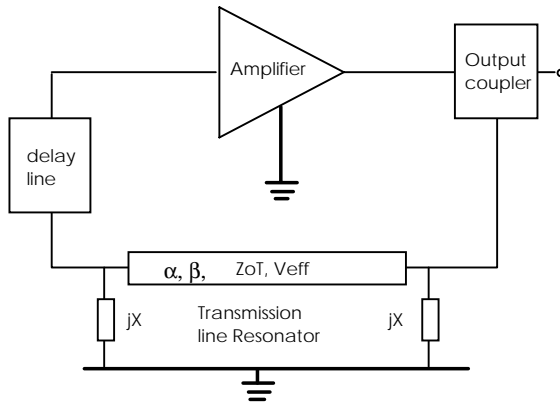 Amplifier
Output
coupler
delay
line
α, β, ZoT, Veff
jX
Transmission
line Resonator
jX